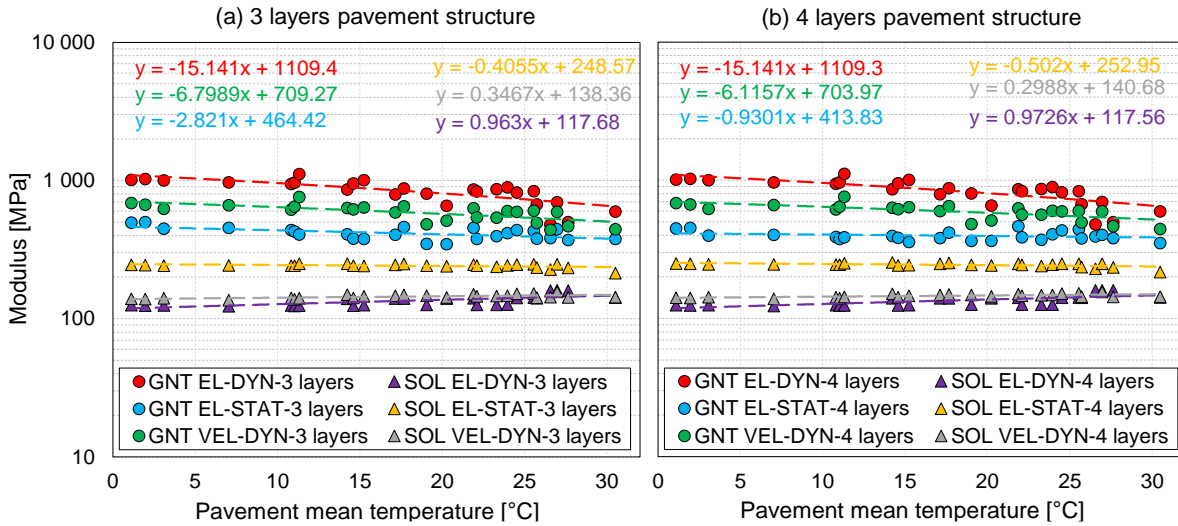 (a) 3 layers pavement structure
(b) 4 layers pavement structure
Modulus [MPa]
10 000
1 000
100
10
y = -15.141x + 1109.4
y = -0.4055x + 248.57
y = -6.7989x + 709.27
y = 0.3467x + 138.36
y = -2.821x + 464.42
y = 0.963x + 117.68
GNT EL-DYN-3 layers
SOL EL-DYN-3 layers
GNT EL-STAT-3 layers
SOL EL-STAT-3 layers
GNT VEL-DYN-3 layers
SOL VEL-DYN-3 layers
0 5 10 15 20 25 30
Pavement mean temperature [°C]
y = -15.141x + 1109.3
y = -0.502x + 252.95
y = -6.1157x + 703.97
y = 0.2988x + 140.68
y = -0.9301x + 413.83
y = 0.9726x + 117.56
GNT EL-DYN-4 layers
SOL EL-DYN-4 layers
GNT EL-STAT-4 layers
SOL EL-STAT-4 layers
GNT VEL-DYN-4 layers
SOL VEL-DYN-4 layers
0 5 10 15 20 25 30
Pavement mean temperature [°C]